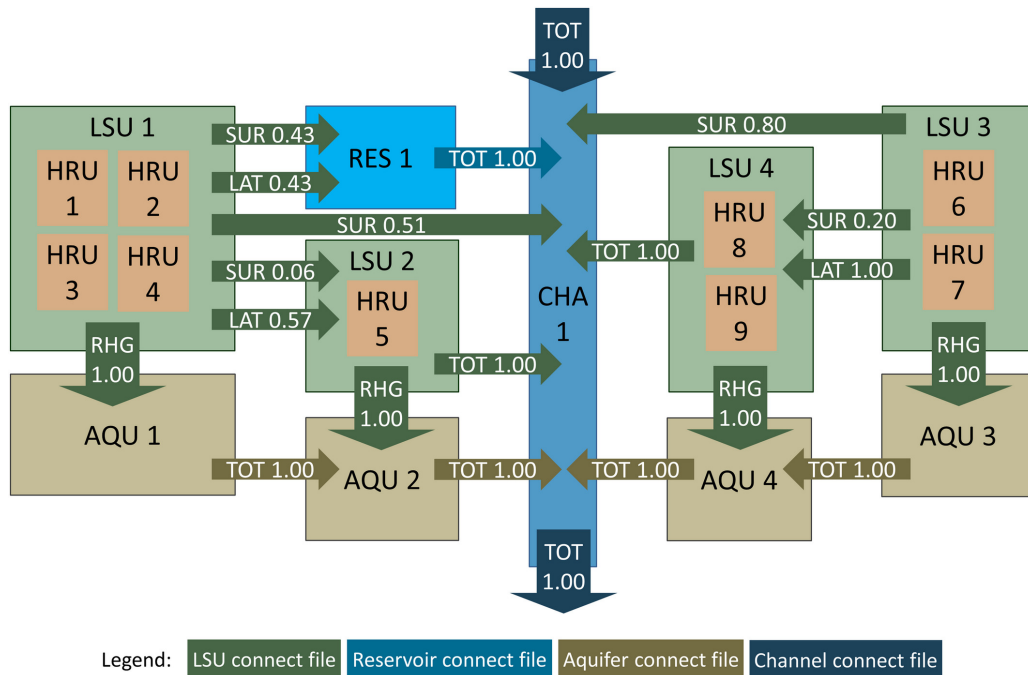 TOT
1.00
LSU 1
HRU
1
HRU
2
HRU
3
HRU
4
SUR 0.43
LAT 0.43
RES 1
TOT 1.00
SUR 0.51
SUR 0.06
LAT 0.57
LSU 2
HRU
5
TOT 1.00
RHG
1.00
RHG
1.00
AQU 1
TOT 1.00
AQU 2
TOT 1.00
CHA
1
SUR 0.80
LSU 3
HRU
6
HRU
7
SUR 0.20
LAT 1.00
LSU 4
HRU
8
HRU
9
TOT 1.00
RHG
1.00
RHG
1.00
AQU 3
TOT 1.00
AQU 4
TOT 1.00
TOT
1.00
Legend:
LSU connect file
Reservoir connect file
Aquifer connect file
Channel connect file